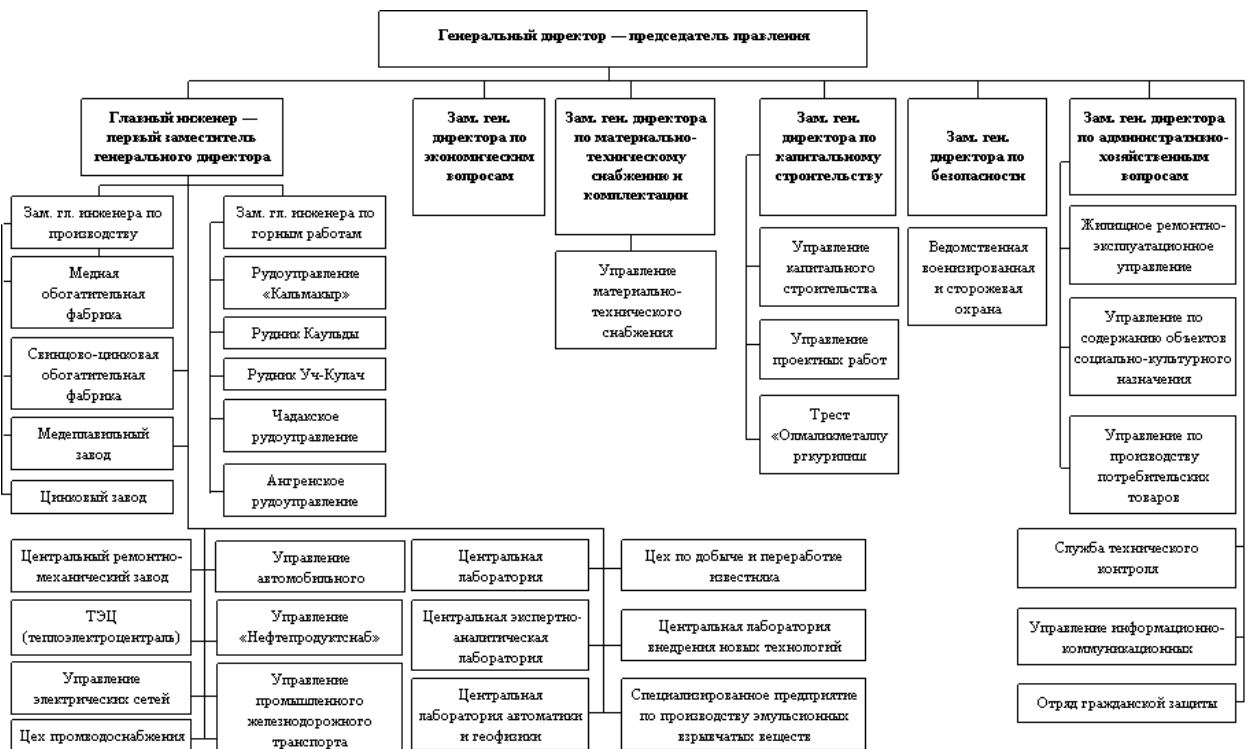 Генеральный директор — председатель правления
Главный инженер —
первый заместитель
генерального директора
Зам. ген.
директора по
экономическим
вопросам
Зам. ген. директора
по материально-
техническому
снабжению и
комплектации
Зам. ген.
директора по
капитальному
строительству
Зам. ген.
директора по
безопасности
Зам. ген. директора
по административно-
хозяйственным
вопросам
Зам. гл. инженера по
производству
Медная
обогатительная
фабрика
Свинцово-цинковая
обогатительная
фабрика
Медеплавильный
завод
Цинковый завод
Зам. гл. инженера по
горным работам
Рудоуправление
«Кальмакыр»
Рудник Каульды
Рудник Уч-Кулач
Чадакское
рудоуправление
Ангренское
рудоуправление
Управление
материально-
технического
снабжения
Управление
капитального
строительства
Управление
проектных работ
Трест
«Олмаликметаллу
ргкурилиш
Ведомственная
военизированная
и сторожевая
охрана
Жилищное ремонтно-
эксплуатационное
управление
Управление по
содержанию объектов
социально-культурного
назначения
Управление по
производству
потребительских
товаров
Центральный ремонтно-
механический завод
ТЭЦ
(теплоэлектроцентраль)
Управление
электрических сетей
Цех промводоснабжения
Управление
автомобильного
Управление
«Нефтепродуктснаб»
Управление
промышленного
железнодорожного
транспорта
Центральная
лаборатория
Центральная экспертно-
аналитическая
лаборатория
Центральная
лаборатория автоматики
и геофизики
Цех по добыче и переработке
известняка
Центральная лаборатория
внедрения новых технологий
Специализированное предприятие
по производству эмульсионных
взрывчатых веществ
Служба технического
контроля
Управление информационно-
коммуникационных
Отряд гражданской защиты